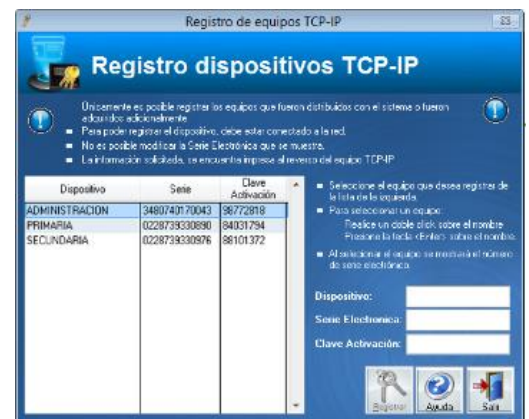 Registro de equipos TCP-IP
Registro dispositivos TCP-IP
Únicamente es posible registrar los equipos que fueron distribuidos con el sistema o fueron
adquiridos adicionalmente
Para poder registrar el dispositivo, debe estar conectado a la red.
No es posible modificar la Serie Electrónica que se muestra.
La información solicitada, se encuentra impresa al reverso del equipo TCP-IP
Dispositivo Serie Clave Activación
ADMINISTRACION 3480740170043 98772818
PRIMARIA 0228739330890 84031794
SECUNDARIA 0228739330976 88101372
Seleccione el equipo que desea registrar de
la lista de la izquierda.
Para seleccionar un equipo:
Realice un doble click sobre el nombre
Presione la tecla <Enter> sobre el nombre.
Al seleccionar el equipo se mostrará el número
de serie electrónico.
Dispositivo:
Serie Electronica:
Clave Activación:
Registrar Ayuda Salir